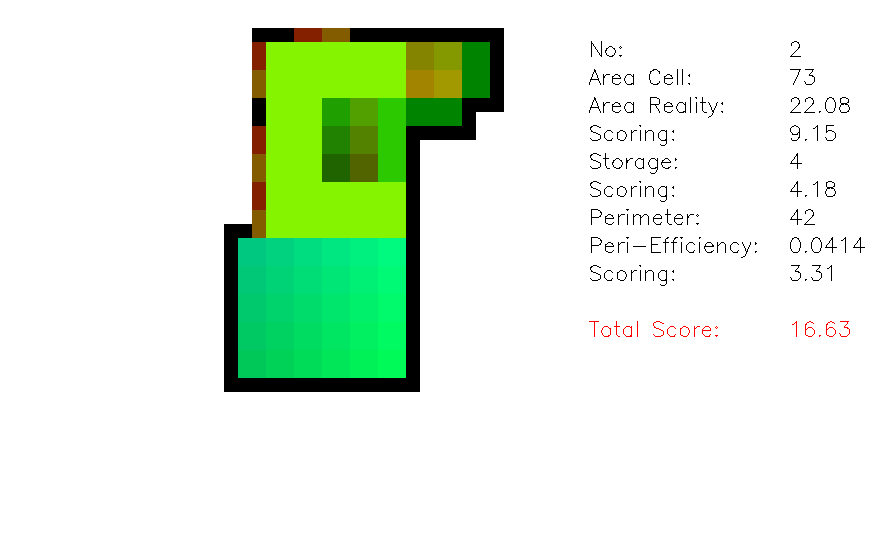 No: 2
Area Cell: 73
Area Reality: 22.08
Scoring: 9.15
Storage: 4
Scoring: 4.18
Perimeter: 42
Peri-Efficiency: 0.0414
Scoring: 3.31
Total Score: 16.63